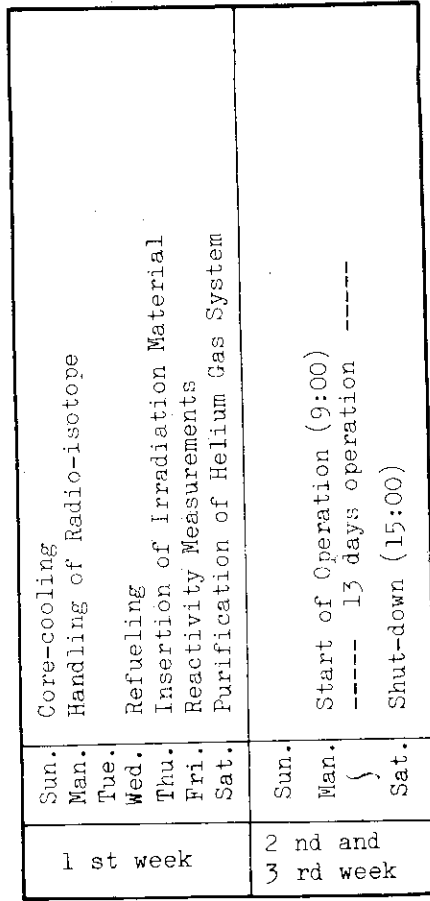 1 st week
Sun. Core-cooling
Man. Handling of Radio-isotope
Tue.
Wed. Refueling
Thu. Insertion of Irradiation Material
Fri. Reactivity Measurements
Sat. Purification of Helium Gas System
2 nd and
3 rd week
Sun.
Man. Start of Operation (9:00)
} ----- 13 days operation -----
Sat. Shut-down (15:00)